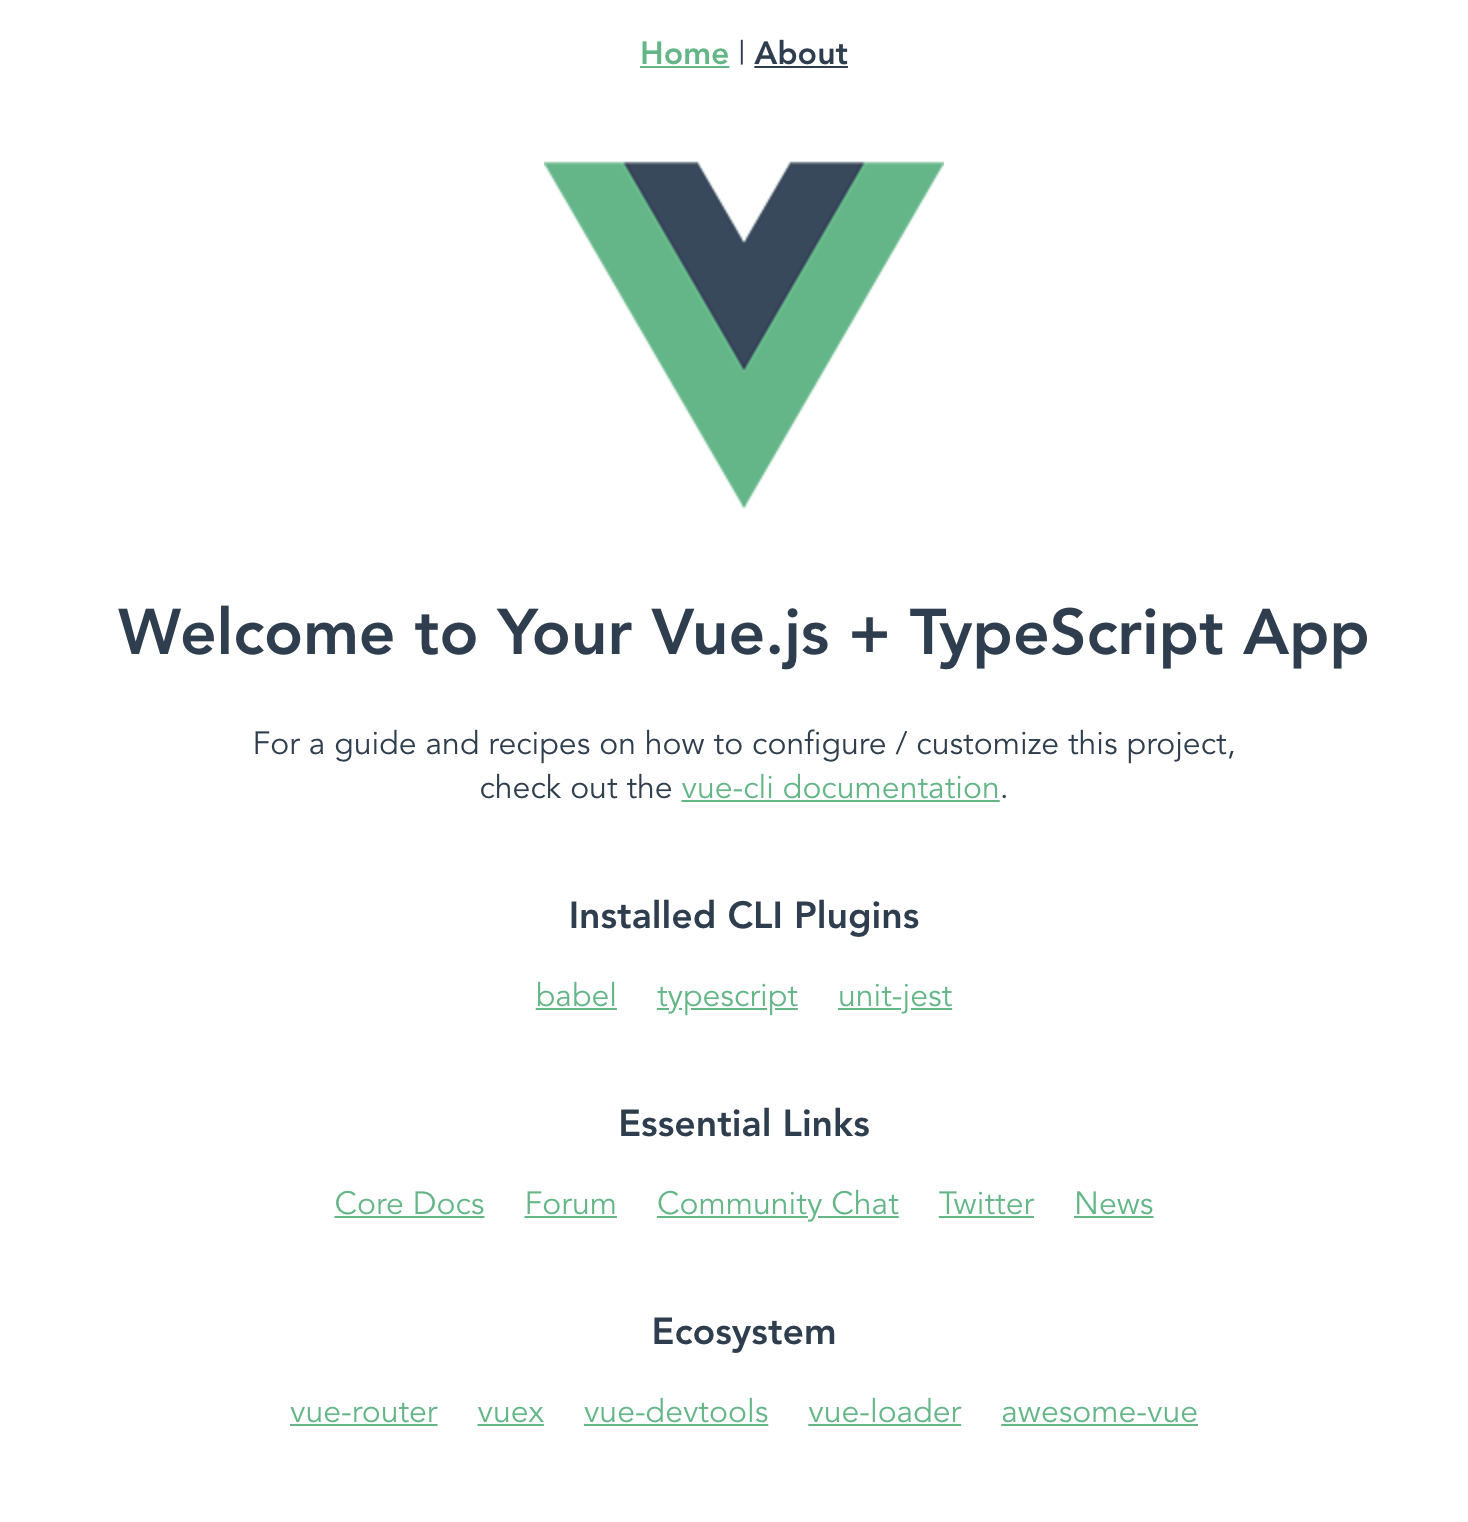 Home | About
Welcome to Your Vue.js + TypeScript App
For a guide and recipes on how to configure / customize this project,
check out the vue-cli documentation.
Installed CLI Plugins
babel typescript unit-jest
Essential Links
Core Docs Forum Community Chat Twitter News
Ecosystem
vue-router vuex vue-devtools vue-loader awesome-vue